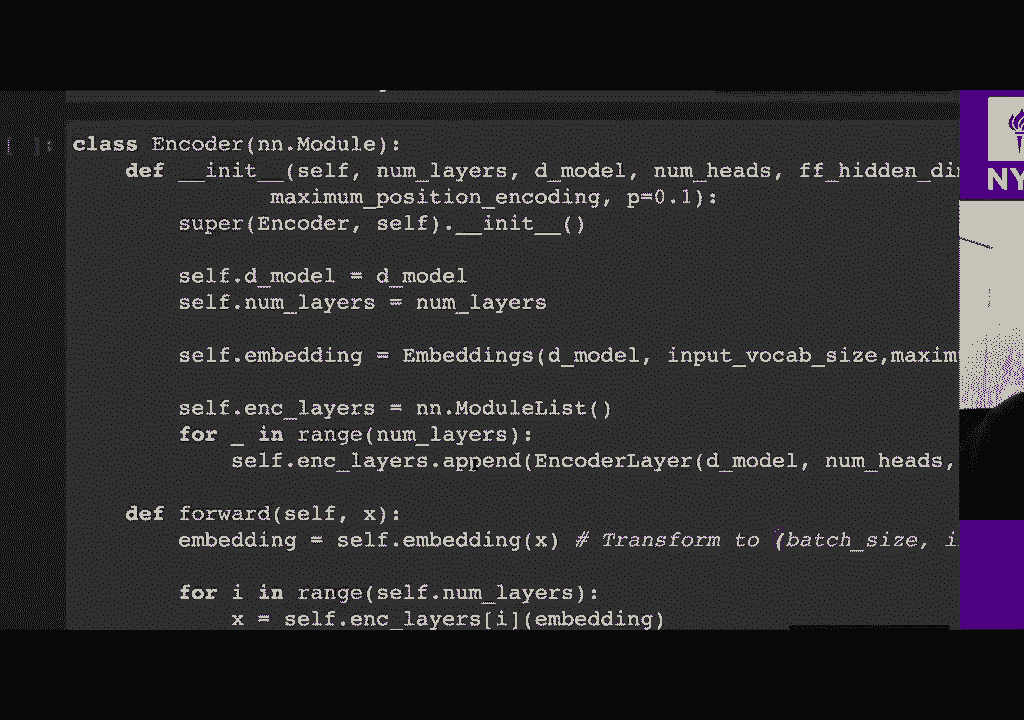 [ ]:
class Encoder(nn.Module):
def __init__(self, num_layers, d_model, num_heads, ff_hidden_di
maximum_position_encoding, p=0.1):
super(Encoder, self).__init__()
self.d_model = d_model
self.num_layers = num_layers
self.embedding = Embeddings(d_model, input_vocab_size,maxim
self.enc_layers = nn.ModuleList()
for _ in range(num_layers):
self.enc_layers.append(EncoderLayer(d_model, num_heads,
def forward(self, x):
embedding = self.embedding(x) # Transform to (batch_size, i
for i in range(self.num_layers):
x = self.enc_layers[i](embedding)
NY